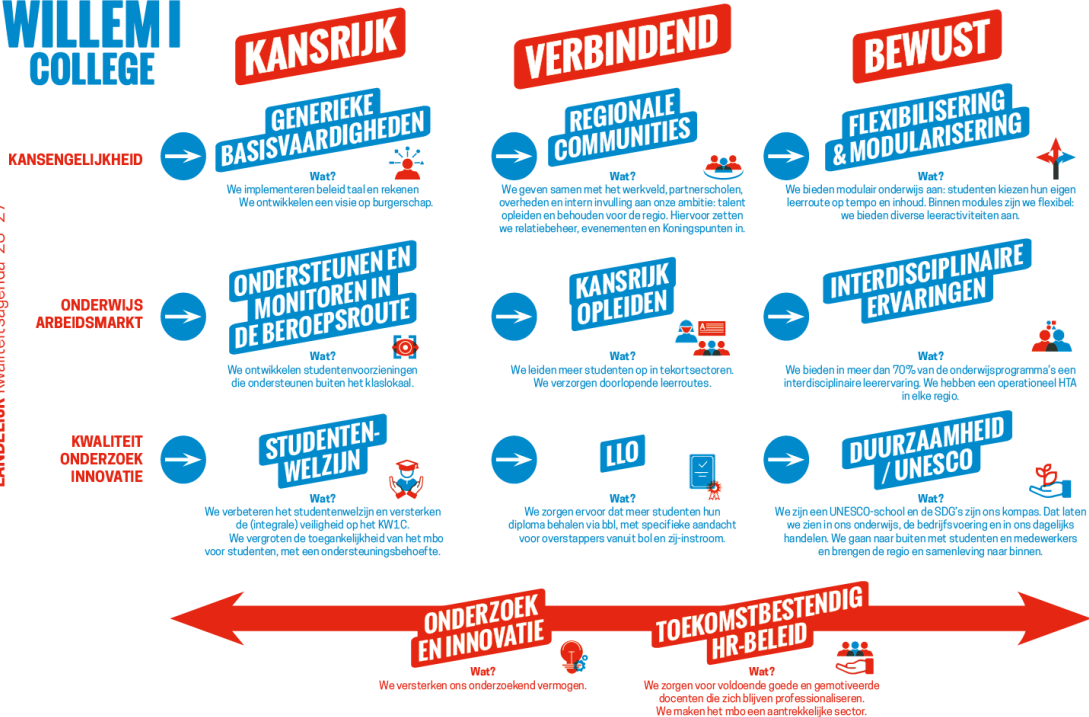 WILLEM I
COLLEGE
KANSRIJK
VERBINDEND
BEWUST
KANSENGELIJKHEID
GENERIEKE
BASISVAARDIGHEDEN
Wat?
We implementeren beleid taal en rekenen
We ontwikkelen een visie op burgerschap.
REGIONALE
COMMUNITIES
Wat?
We geven samen met het werkveld, partnerscholen,
overheden en intern invulling aan onze ambitie: talent
opleiden en behouden voor de regio. Hiervoor zetten
we relatiebeheer, evenementen en Koningspunten in.
FLEXIBILISERING
& MODULARISERING
Wat?
We bieden modulair onderwijs aan: studenten kiezen hun eigen
leerroute op tempo en inhoud. Binnen modules zijn we flexibel:
we bieden diverse leeractiviteiten aan.
ONDERWIJS
ARBEIDSMARKT
ONDERSTEUNEN EN
MONITOREN IN
DE BEROEPSROUTE
Wat?
We ontwikkelen studentenvoorzieningen
die ondersteunen buiten het klaslokaal.
KANSRIJK
OPLEIDEN
Wat?
We leiden meer studenten op in tekortsectoren.
We verzorgen doorlopende leerroutes.
INTERDISCIPLINAIRE
ERVARINGEN
Wat?
We bieden in meer dan 70% van de onderwijsprogramma's een
interdisciplinaire leerervaring. We hebben een operationeel HTA
in elke regio.
KWALITEIT
ONDERZOEK
INNOVATIE
STUDENTEN-
WELZIJN
Wat?
We verbeteren het studentenwelzijn en versterken
de (integrale) veiligheid op het KW1C.
We vergroten de toegankelijkheid van het mbo
voor studenten, met een ondersteuningsbehoefte.
LLO
Wat?
We zorgen ervoor dat meer studenten hun
diploma behalen via bbl, met specifieke aandacht
voor overstappers vanuit bol en zij-instroom.
DUURZAAMHEID
/ UNESCO
Wat?
We zijn een UNESCO-school en de SDG's zijn ons kompas. Dat laten
we zien in ons onderwijs, de bedrijfsvoering en in ons dagelijks
handelen. We gaan naar buiten met studenten en medewerkers
en brengen de regio en samenleving naar binnen.
ONDERZOEK
EN INNOVATIE
Wat?
We versterken ons onderzoekend vermogen.
TOEKOMSTBESTENDIG
HR-BELEID
Wat?
We zorgen voor voldoende goede en gemotiveerde
docenten die zich blijven professionaliseren.
We maken het mbo een aantrekkelijke sector.